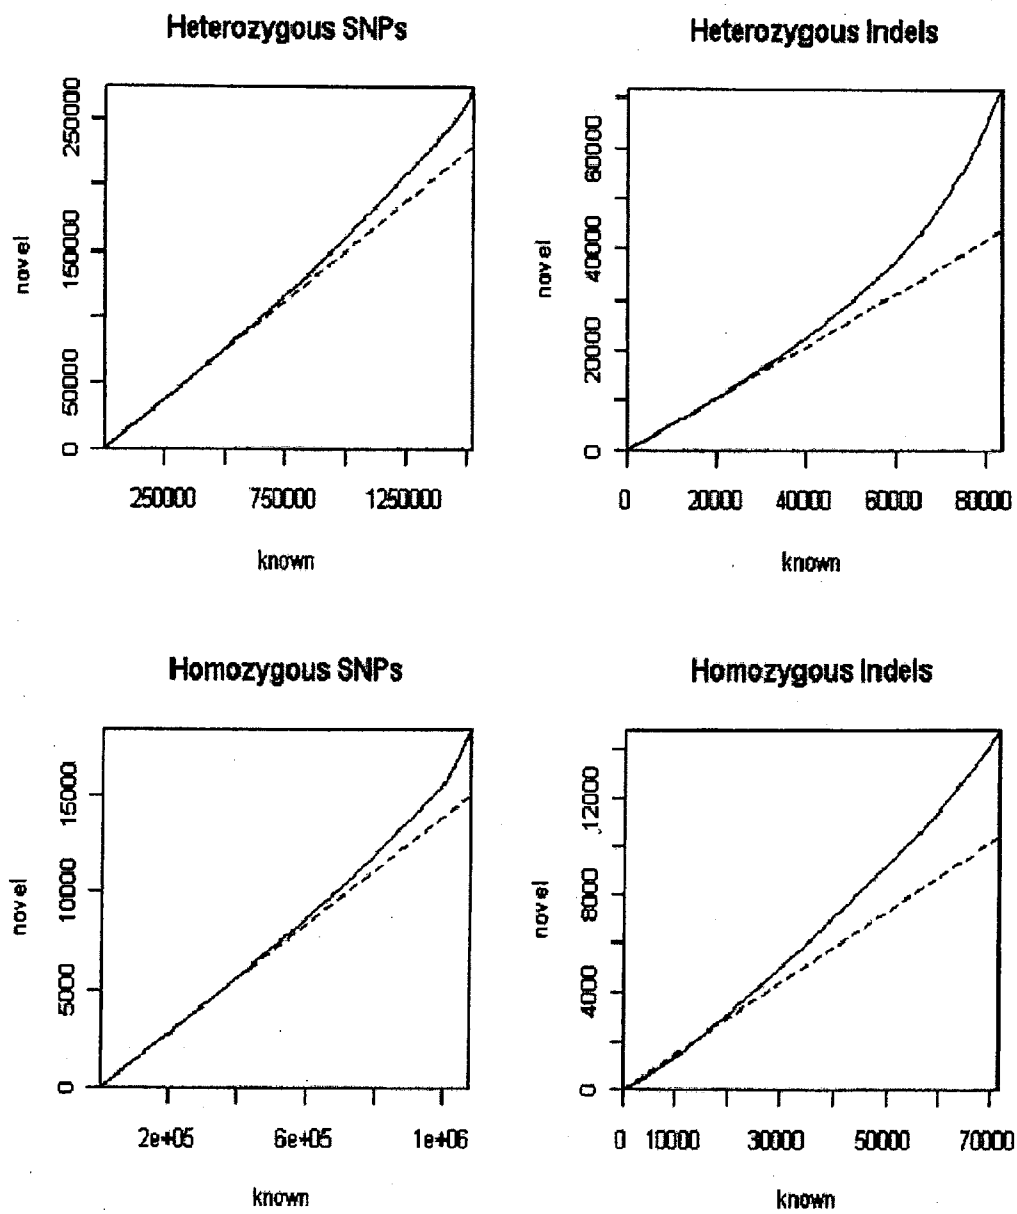 Heterozygous SNPs
novel
0
50000
150000
250000
250000
750000
1250000
known
Heterozygous Indels
novel
0
20000
40000
60000
0
20000
40000
60000
80000
known
Homozygous SNPs
novel
0
5000
10000
15000
2e+05
6e+05
1e+06
known
Homozygous Indels
novel
0
4000
8000
12000
0
10000
30000
50000
70000
known